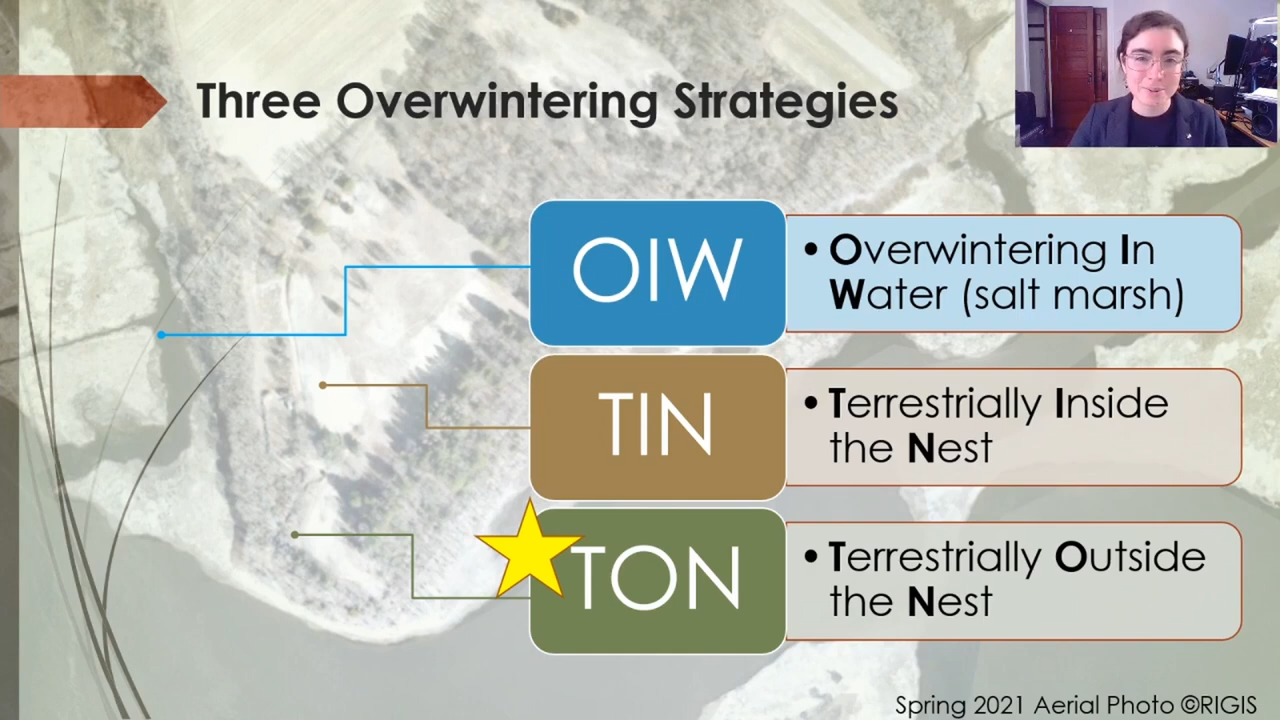 Three Overwintering Strategies
OIW
• Overwintering In
Water (salt marsh)
TIN
• Terrestrially Inside
the Nest
TON
• Terrestrially Outside
the Nest
Spring 2021 Aerial Photo ©RIGIS